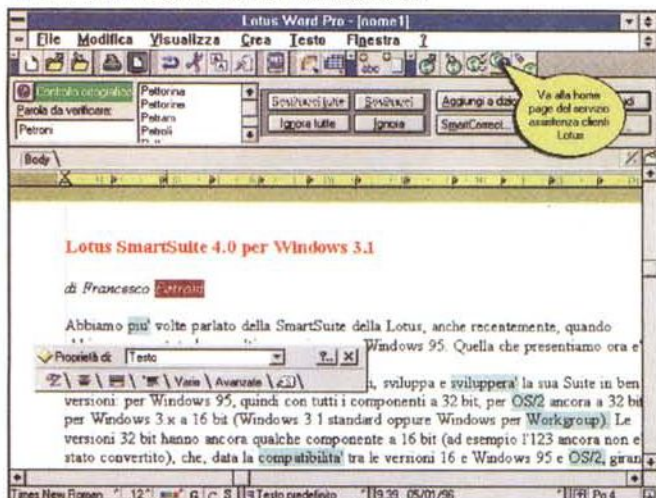 Lotus Word Pro - [nome1]
File Modifica Visualizza Crea Testo Finestra ?
Controllo ortografico
Parola da verificare:
Petroni
Pettorina
Pettorine
Petrarn
Petroli
Sostituisci tutte Sostituisci
Ignora tutte Ignora
Aggiungi a dizio
SmartCorrect...
Va alla home
page del servizio
assistenza clienti
Lotus
Body
Lotus SmartSuite 4.0 per Windows 3.1
di Francesco Petroni
Abbiamo piu' volte parlato della SmartSuite della Lotus, anche recentemente, quando
Windows 95. Quella che presentiamo ora e'
Proprietà di: Testo
Varie Avanzate
, sviluppa e sviluppera' la sua Suite in ben
versioni: per Windows 95, quindi con tutti i componenti a 32 bit, per OS/2 ancora a 32 bit
per Windows 3.x a 16 bit (Windows 3.1 standard oppure Windows per Workgroup). Le
versioni 32 bit hanno ancora qualche componente a 16 bit (ad esempio l'123 ancora non e
stato convertito), che, data la compatibilita' tra le versioni 16 e Windows 95 e OS/2, giran
Times New Roman 12 G C S Testo predefinito 9.39 05/01/96 Po 4